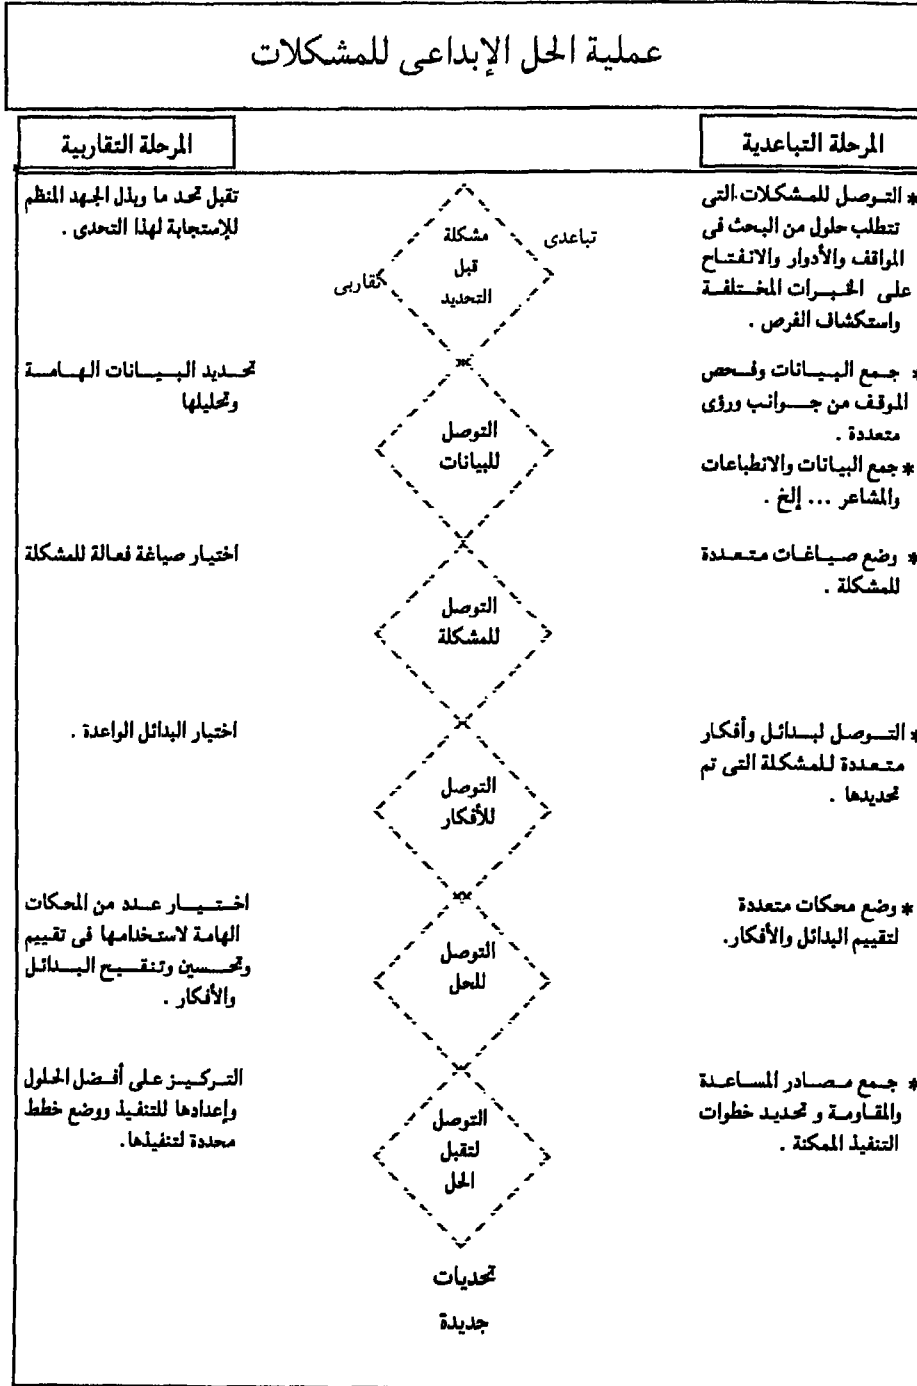 عملية الحل الإبداعى للمشكلات
المرحلة التباعدية
المرحلة التقاربية
* التوصل للمشكلات التى
تتطلب حلول من البحث فى
المواقف والأدوار والانفتاح
على الخبرات المختلفة
واستكشاف الفرص .
تباعدى
مشكلة
قبل
التحديد
تقاربى
تقبل تحد ما وبذل الجهد المنظم
للإستجابة لهذا التحدى .
* جمع البيانات وفحص
الموقف من جوانب ورؤى
متعددة .
* جمع البيانات والانطباعات
والمشاعر ... إلخ .
التوصل
للبيانات
تحديد البيانات الهامة
وتحليلها
* وضع صياغات متعددة
للمشكلة .
التوصل
للمشكلة
اختيار صياغة فعالة للمشكلة
* التوصل لبدائل وأفكار
متعددة للمشكلة التى تم
تحديدها .
التوصل
للأفكار
اختيار البدائل الواعدة .
* وضع محكات متعددة
لتقييم البدائل والأفكار.
التوصل
للحل
اختيار عدد من المحكات
الهامة لاستخدامها فى تقييم
وتحسين وتنقيح البدائل
والأفكار .
* جمع مصادر المساعدة
والمقاومة و تحديد خطوات
التنفيذ الممكنة .
التوصل
لتقبل
الحل
التركيز على أفضل الحلول
وإعدادها للتنفيذ ووضع خطط
محددة لتنفيذها.
تحديات
جديدة